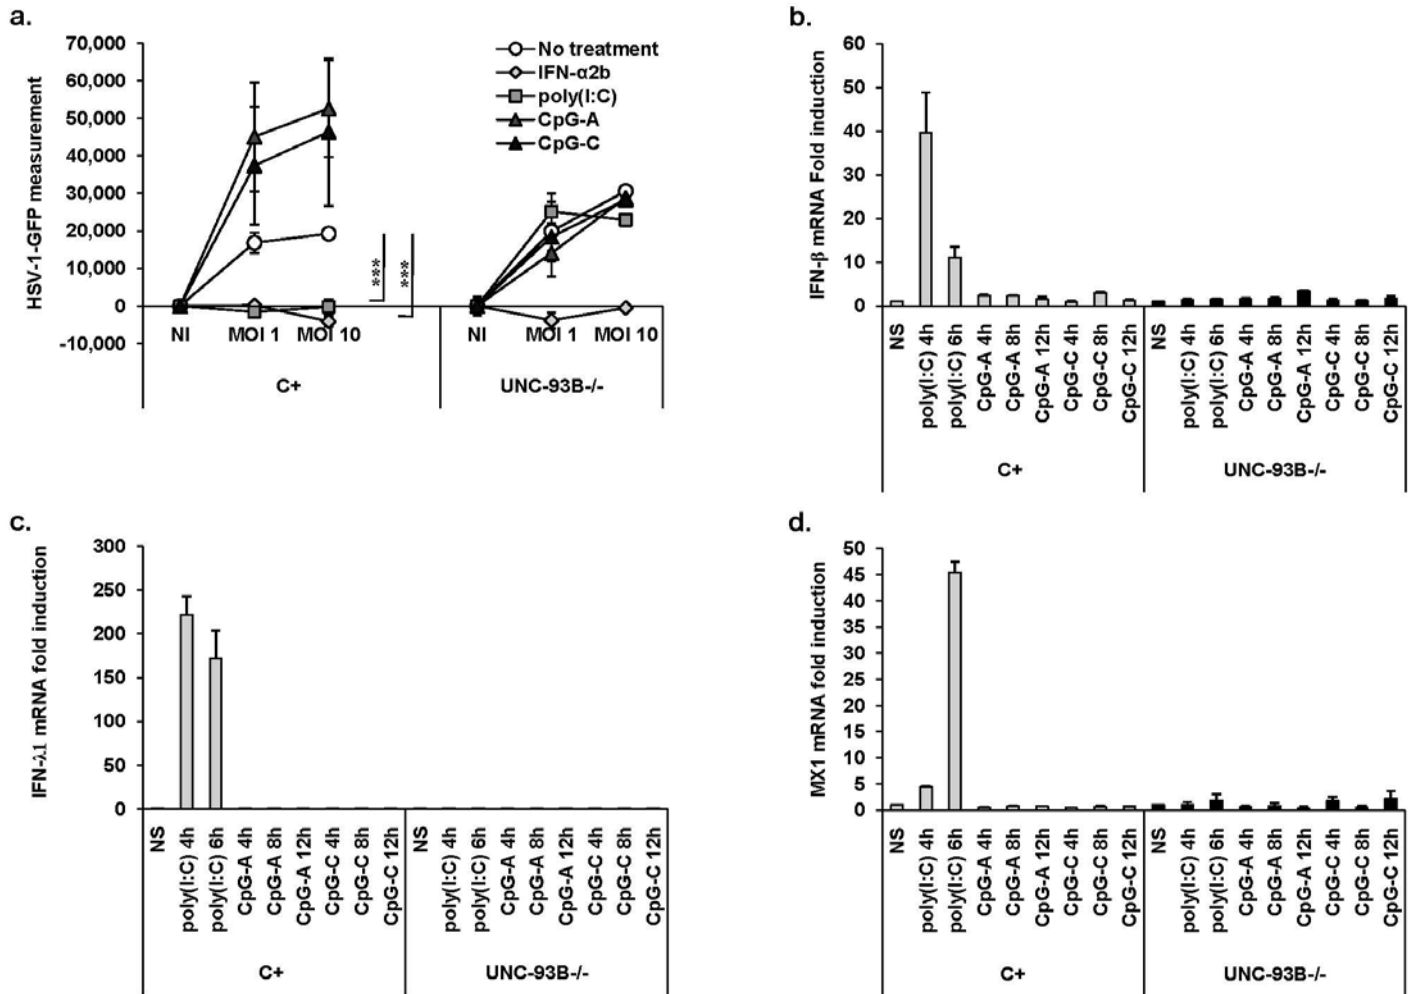 a.
HSV-1-GFP measurement
70,000
60,000
50,000
40,000
30,000
20,000
10,000
0
-10,000
No treatment
IFN-α2b
poly(I:C)
CpG-A
CpG-C
***
***
NI MOI 1 MOI 10 NI MOI 1 MOI 10
C+ UNC-93B-/-
b.
IFN-β mRNA Fold induction
60
50
40
30
20
10
0
NS
poly(I:C) 4h
poly(I:C) 6h
CpG-A 4h
CpG-A 8h
CpG-A 12h
CpG-C 4h
CpG-C 8h
CpG-C 12h
NS
poly(I:C) 4h
poly(I:C) 6h
CpG-A 4h
CpG-A 8h
CpG-A 12h
CpG-C 4h
CpG-C 8h
CpG-C 12h
C+ UNC-93B-/-
c.
IFN-λ1 mRNA fold induction
300
250
200
150
100
50
0
NS
poly(I:C) 4h
poly(I:C) 6h
CpG-A 4h
CpG-A 8h
CpG-A 12h
CpG-C 4h
CpG-C 8h
CpG-C 12h
NS
poly(I:C) 4h
poly(I:C) 6h
CpG-A 4h
CpG-A 8h
CpG-A 12h
CpG-C 4h
CpG-C 8h
CpG-C 12h
C+ UNC-93B-/-
d.
MX1 mRNA fold induction
50
45
40
35
30
25
20
15
10
5
0
NS
poly(I:C) 4h
poly(I:C) 6h
CpG-A 4h
CpG-A 8h
CpG-A 12h
CpG-C 4h
CpG-C 8h
CpG-C 12h
NS
poly(I:C) 4h
poly(I:C) 6h
CpG-A 4h
CpG-A 8h
CpG-A 12h
CpG-C 4h
CpG-C 8h
CpG-C 12h
C+ UNC-93B-/-